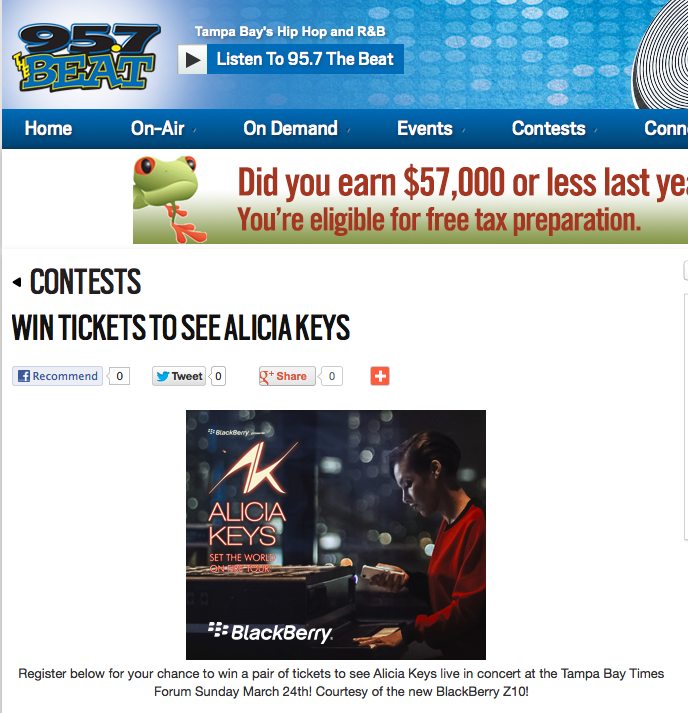 95.7
THE BEAT
Tampa Bay's Hip Hop and R&B
Listen To 95.7 The Beat
Home On-Air On Demand Events Contests Conn
Did you earn $57,000 or less last yea
You're eligible for free tax preparation.
CONTESTS
WIN TICKETS TO SEE ALICIA KEYS
Recommend 0 Tweet 0 g+ Share 0
BlackBerry
AK
ALICIA
KEYS
SET THE WORLD
ON FIRE TOUR
BlackBerry
Register below for your chance to win a pair of tickets to see Alicia Keys live in concert at the Tampa Bay Times
Forum Sunday March 24th! Courtesy of the new BlackBerry Z10!